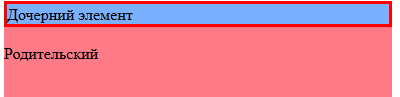 Дочерний элемент
Родительский